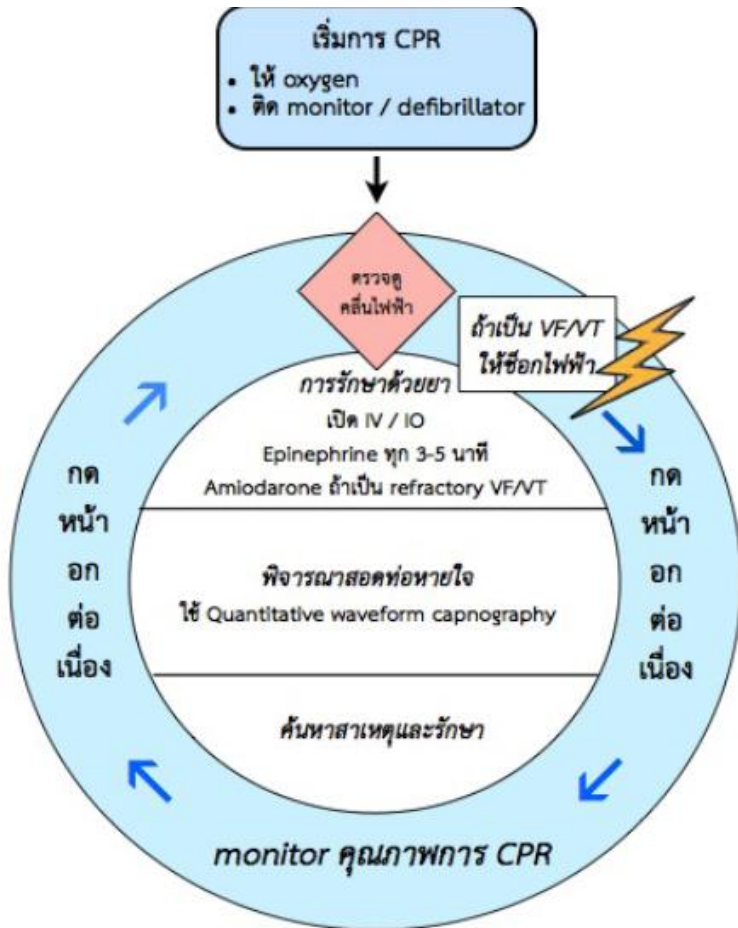 เริ่มการ CPR
• ให้ oxygen
• ติด monitor / defibrillator
ตรวจดู
คลื่นไฟฟ้า
ถ้าเป็น VF/VT
ให้ช็อกไฟฟ้า
การรักษาด้วยยา
เปิด IV / IO
Epinephrine ทุก 3-5 นาที
Amiodarone ถ้าเป็น refractory VF/VT
กด
หน้า
อก
ต่อ
เนื่อง
พิจารณาสอดท่อหายใจ
ใช้ Quantitative waveform capnography
ค้นหาสาเหตุและรักษา
กด
หน้า
อก
ต่อ
เนื่อง
monitor คุณภาพการ CPR